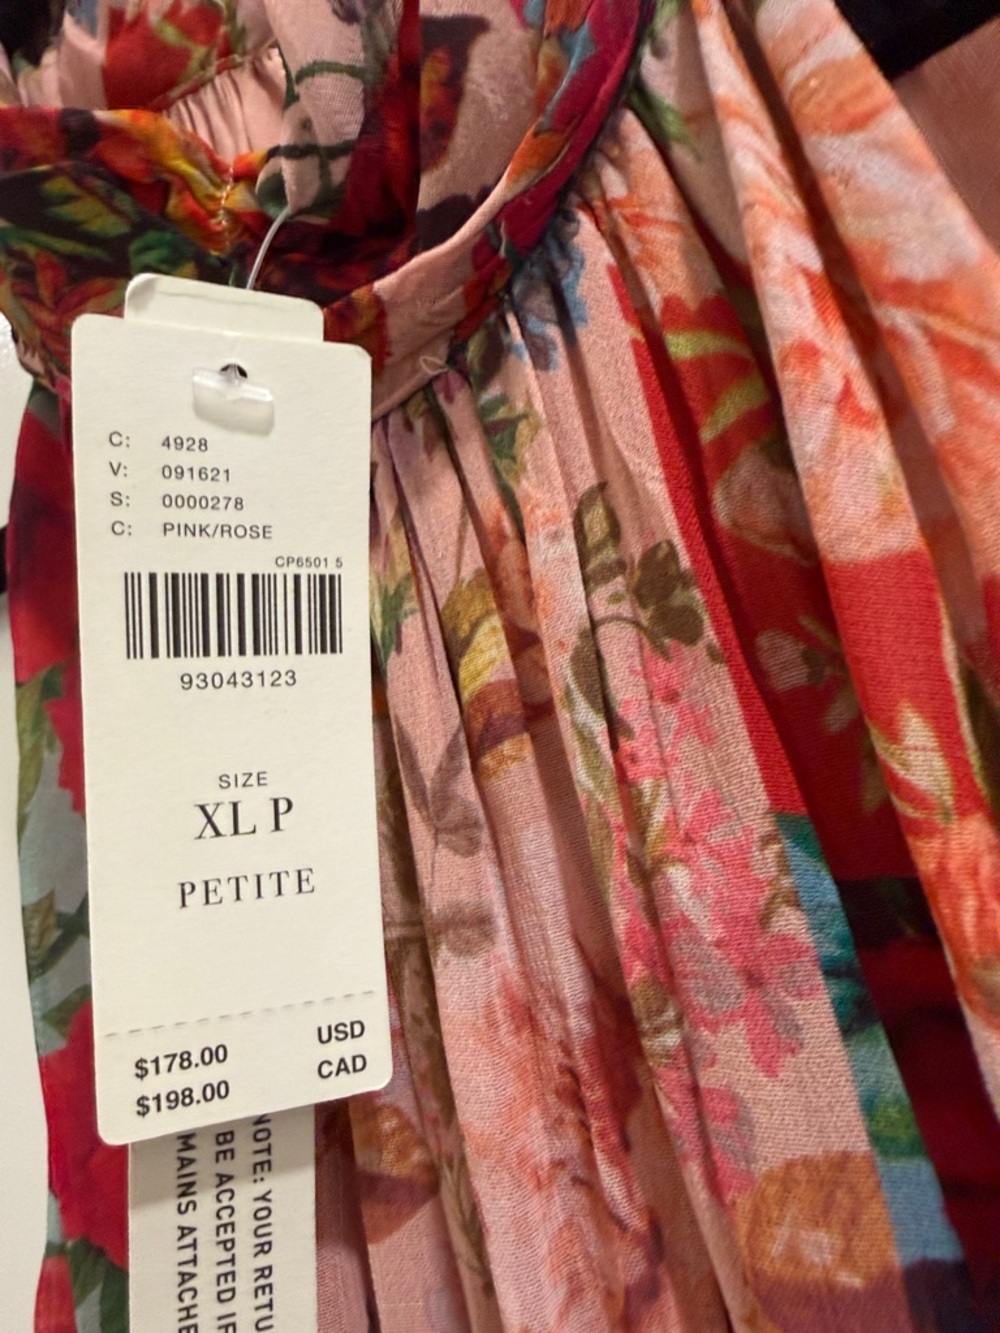 C: 4928
V: 091621
S: 0000278
C: PINK/ROSE
CP6501 5
93043123
SIZE
XL P
PETITE
$178.00 USD
$198.00 CAD
NOTE: YOUR RETU
BE ACCEPTED IF
MAINS ATTACHE